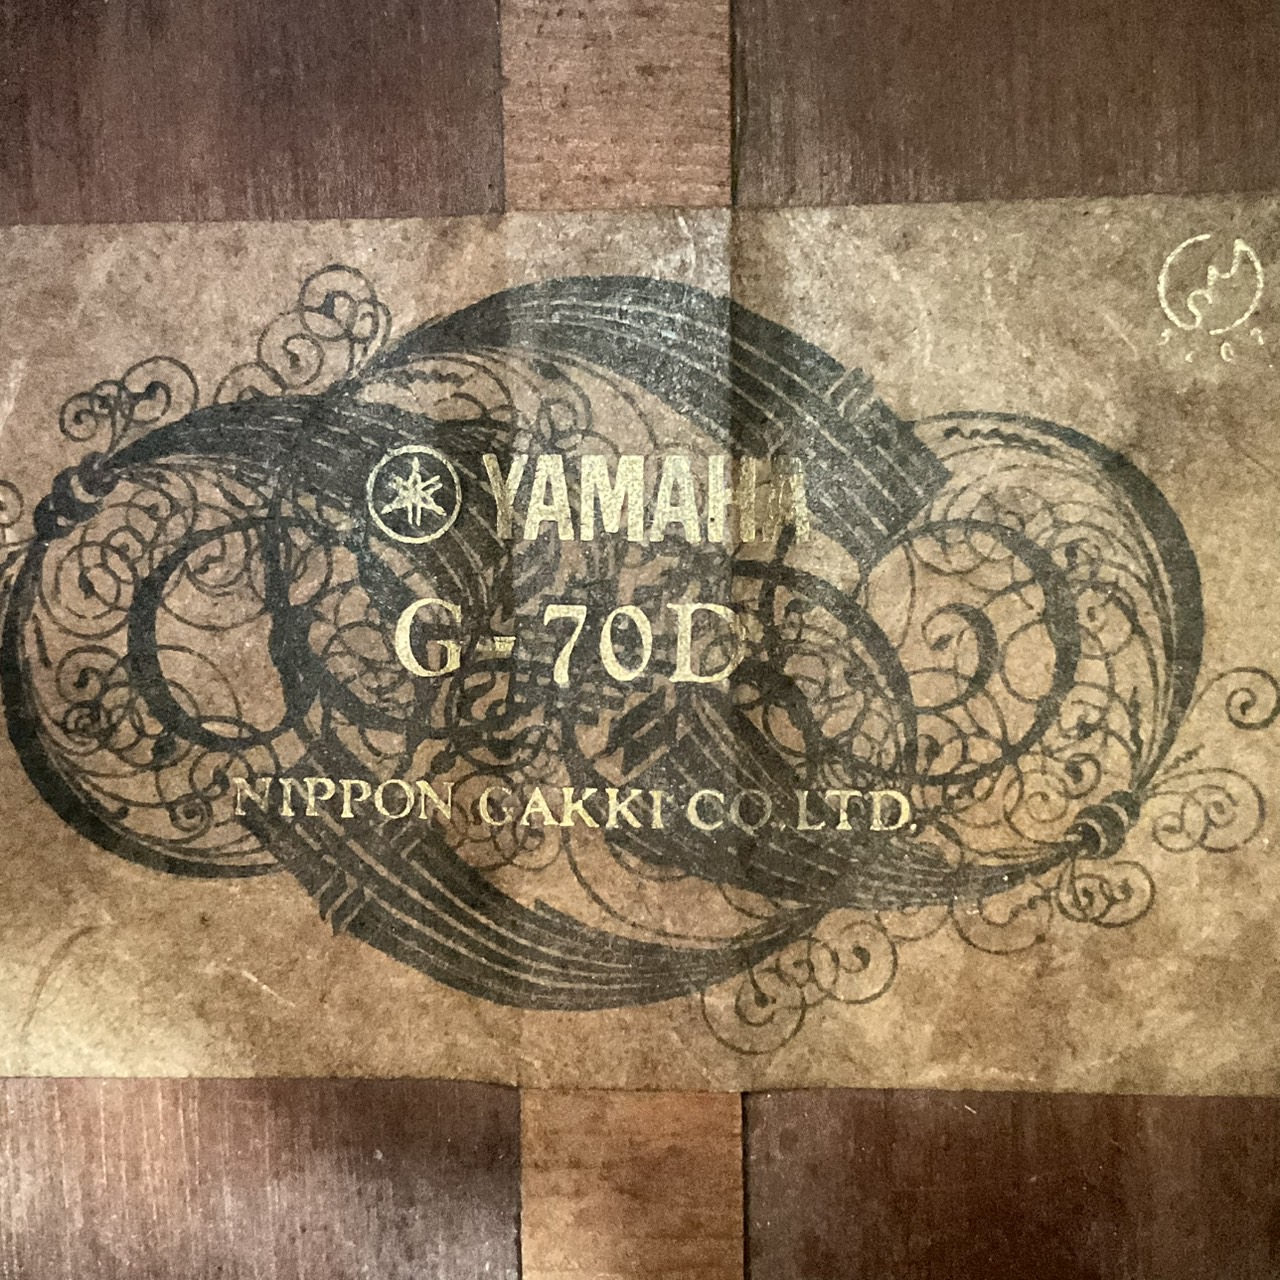 YAMAHA
G-70D
NIPPON GAKKI CO.,LTD.